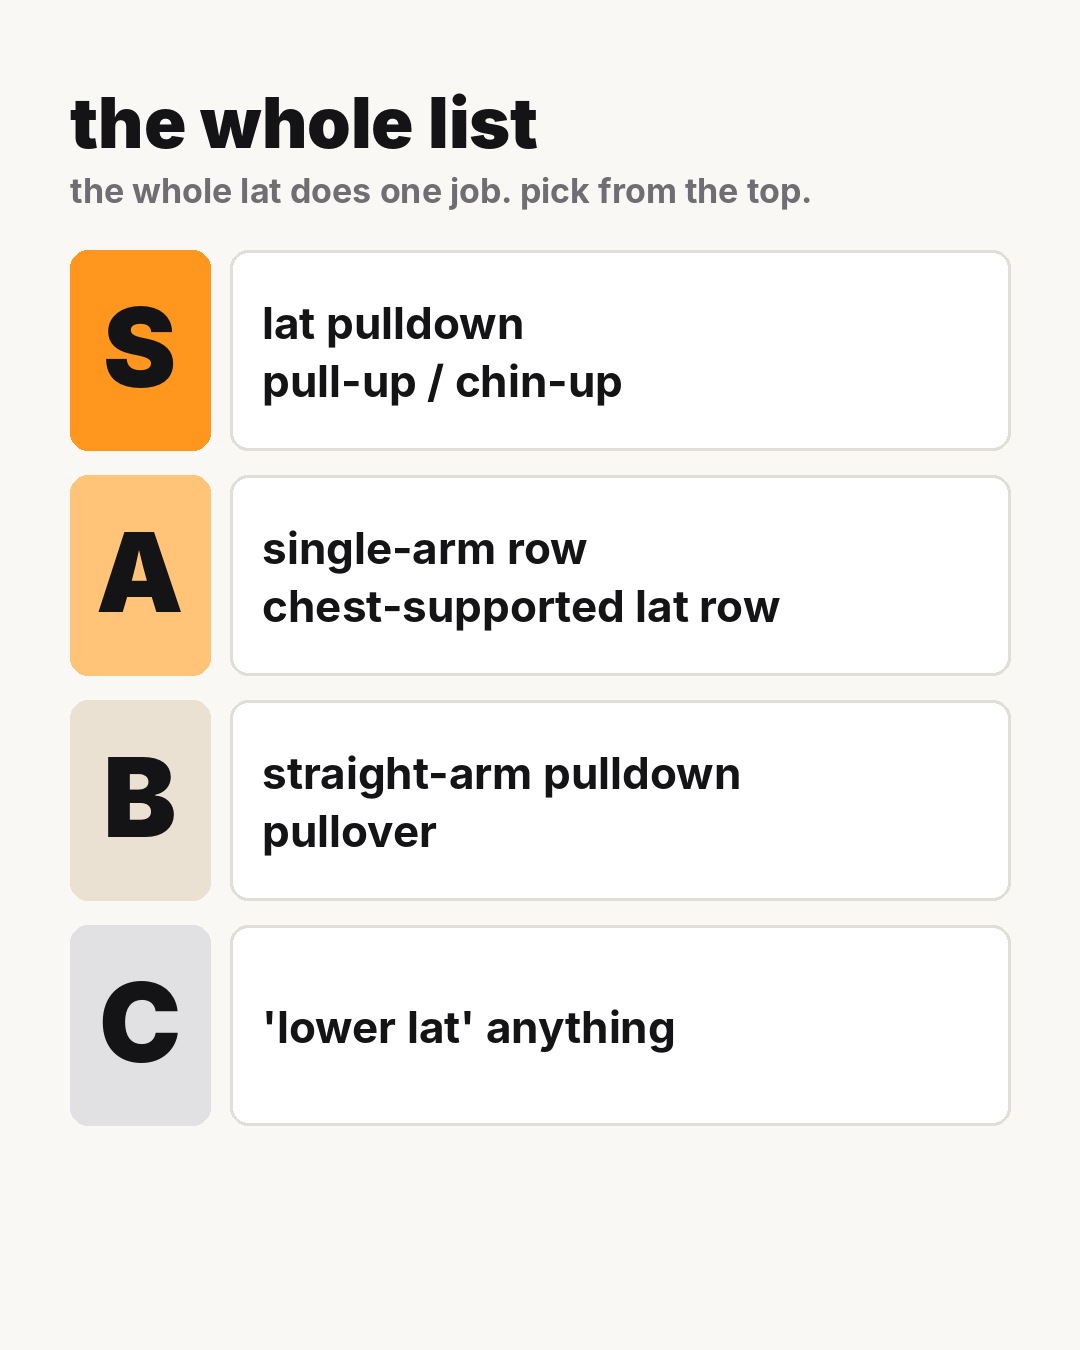 the whole list
the whole lat does one job. pick from the top.
S
lat pulldown
pull-up / chin-up
A
single-arm row
chest-supported lat row
B
straight-arm pulldown
pullover
C
'lower lat' anything